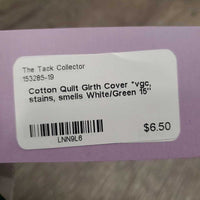 The Tack Collector
153285-19
Cotton Quilt Girth Cover *vgc,
stains, smells White/Green 15"
LNN9L6
$6.50